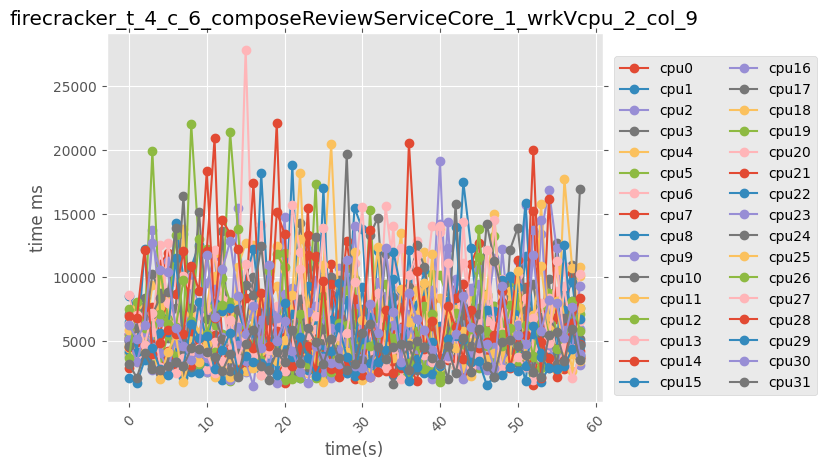 firecracker_t_4_c_6_composeReviewServiceCore_1_wrkVcpu_2_col_9
time ms
25000
20000
15000
10000
5000
0
10
20
30
40
50
60
time(s)
cpu0
cpu1
cpu2
cpu3
cpu4
cpu5
cpu6
cpu7
cpu8
cpu9
cpu10
cpu11
cpu12
cpu13
cpu14
cpu15
cpu16
cpu17
cpu18
cpu19
cpu20
cpu21
cpu22
cpu23
cpu24
cpu25
cpu26
cpu27
cpu28
cpu29
cpu30
cpu31